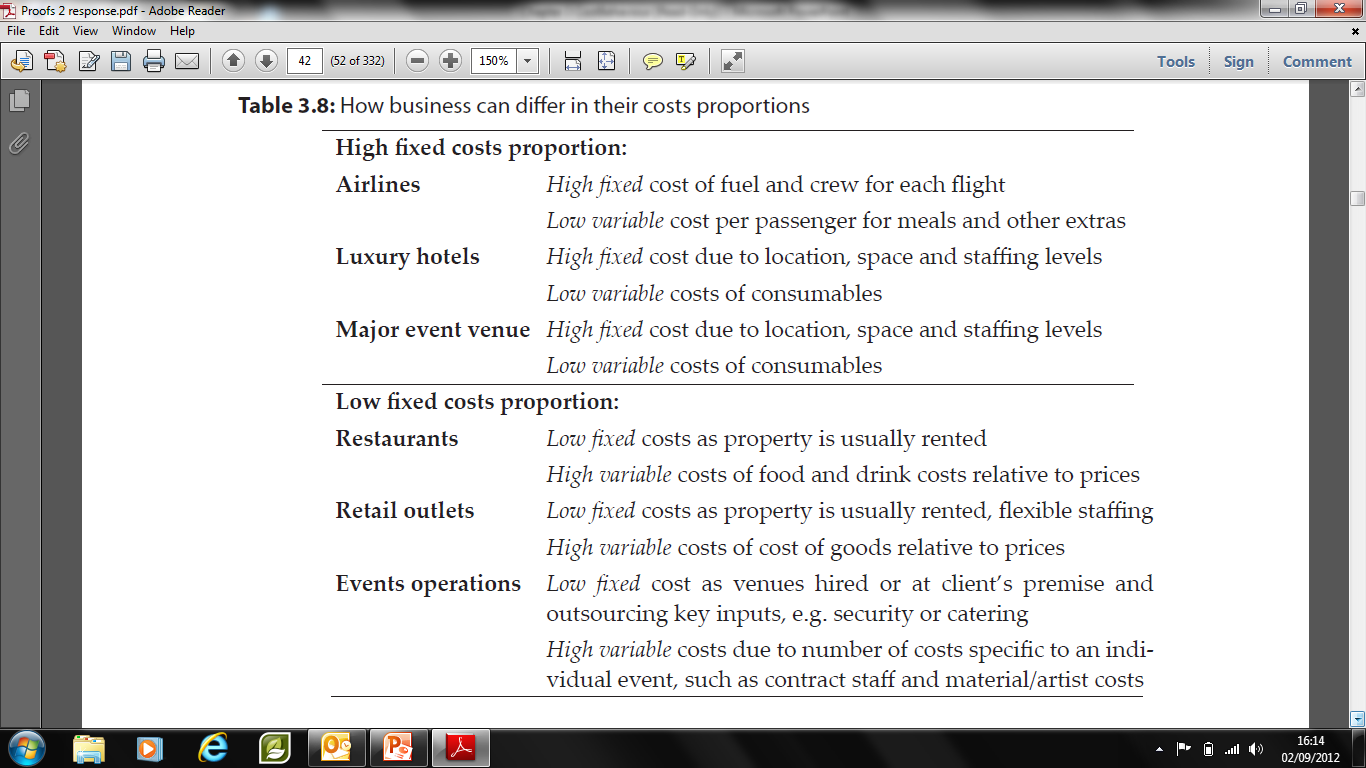 Proofs 2 response.pdf - Adobe Reader
File Edit View Window Help
42 (52 of 332) 150% Tools Sign Comment
Table 3.8: How business can differ in their costs proportions
High fixed costs proportion:
Airlines High fixed cost of fuel and crew for each flight
Low variable cost per passenger for meals and other extras
Luxury hotels High fixed cost due to location, space and staffing levels
Low variable costs of consumables
Major event venue High fixed cost due to location, space and staffing levels
Low variable costs of consumables
Low fixed costs proportion:
Restaurants Low fixed costs as property is usually rented
High variable costs of food and drink costs relative to prices
Retail outlets Low fixed costs as property is usually rented, flexible staffing
High variable costs of cost of goods relative to prices
Events operations Low fixed cost as venues hired or at client's premise and
outsourcing key inputs, e.g. security or catering
High variable costs due to number of costs specific to an indi-
vidual event, such as contract staff and material/artist costs
16:14
02/09/2012